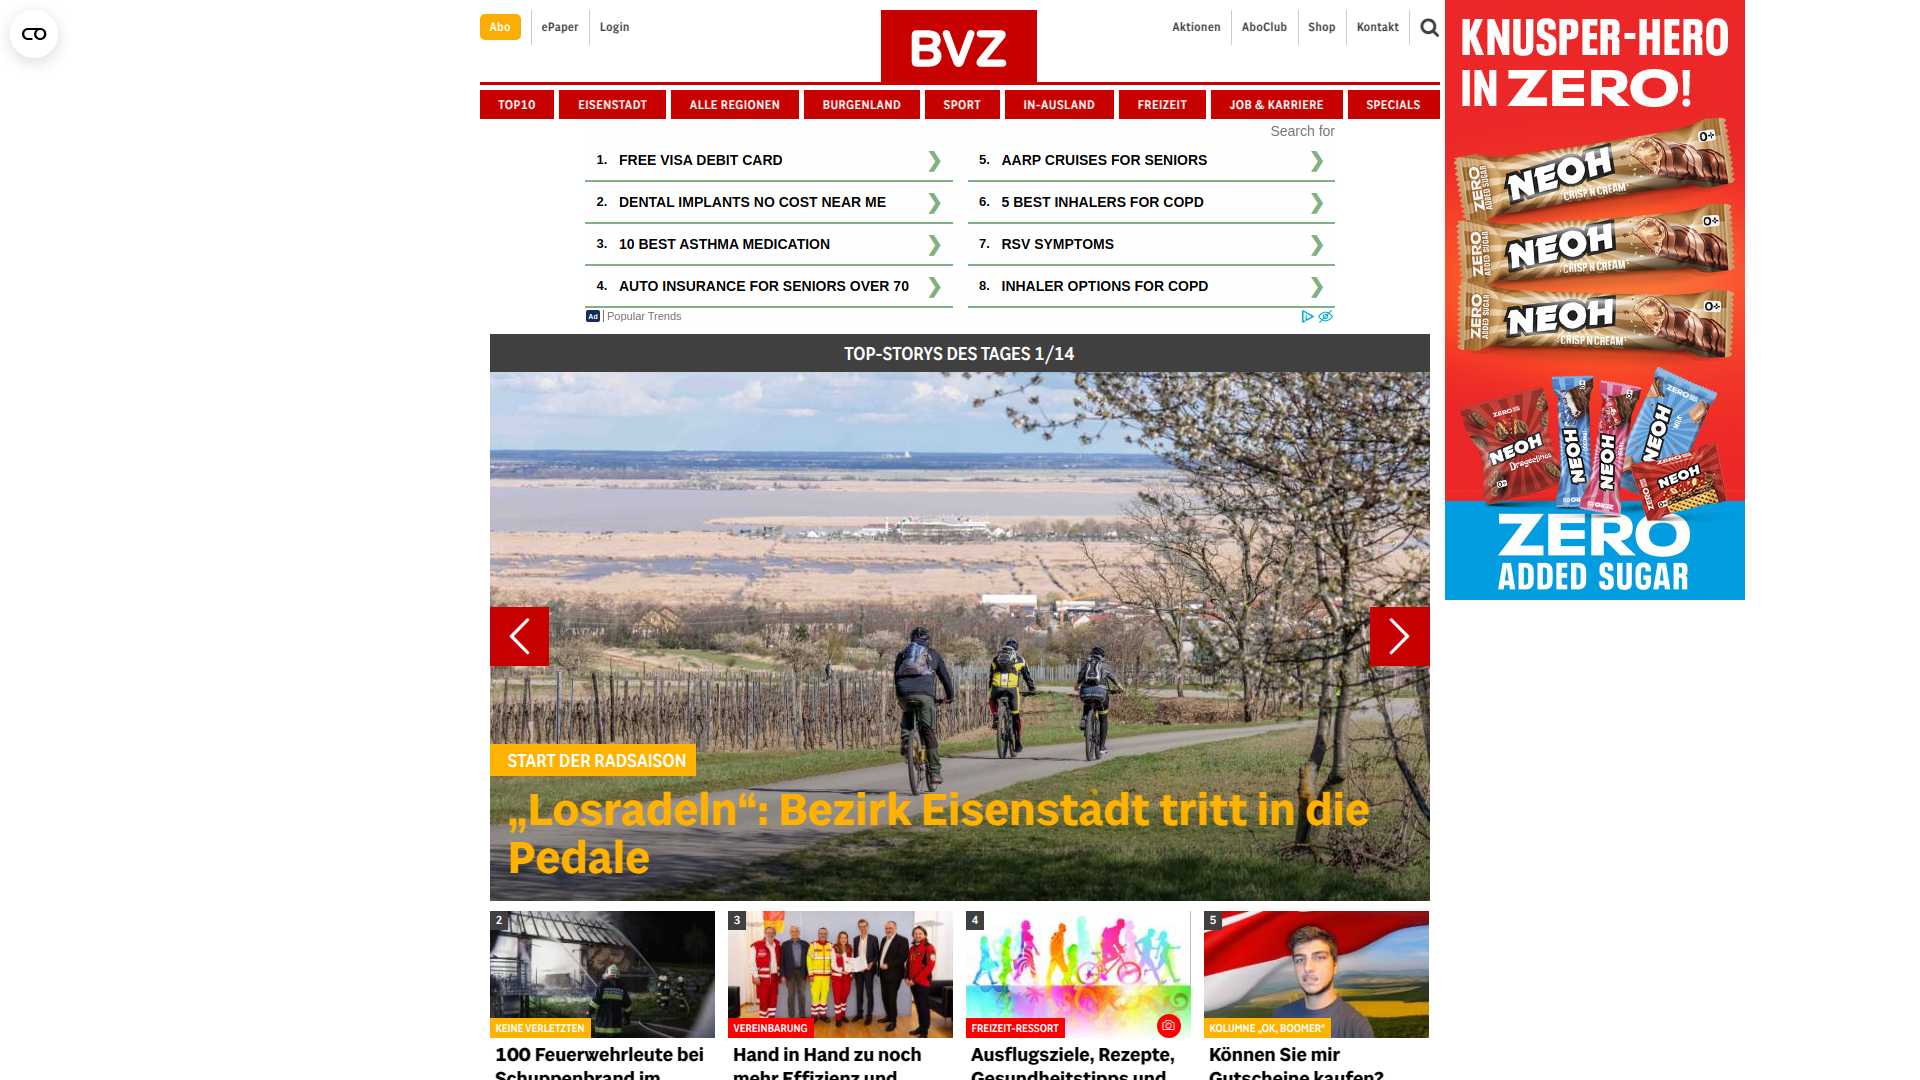 Abo
ePaper
Login
BVZ
Aktionen
AboClub
Shop
Kontakt
TOP10
EISENSTADT
ALLE REGIONEN
BURGENLAND
SPORT
IN-AUSLAND
FREIZEIT
JOB & KARRIERE
SPECIALS
Search for
1. FREE VISA DEBIT CARD
2. DENTAL IMPLANTS NO COST NEAR ME
3. 10 BEST ASTHMA MEDICATION
4. AUTO INSURANCE FOR SENIORS OVER 70
5. AARP CRUISES FOR SENIORS
6. 5 BEST INHALERS FOR COPD
7. RSV SYMPTOMS
8. INHALER OPTIONS FOR COPD
Ad | Popular Trends
TOP-STORYS DES TAGES 1/14
START DER RADSAISON
„Losradeln“: Bezirk Eisenstadt tritt in die
Pedale
2
KEINE VERLETZTEN
100 Feuerwehrleute bei
Schuppenbrand im
3
VEREINBARUNG
Hand in Hand zu noch
mehr Effizienz und
4
FREIZEIT-RESSORT
Ausflugsziele, Rezepte,
Gesundheitstipps und
5
KOLUMNE „OK, BOOMER“
Können Sie mir
Gutscheine kaufen?
KNUSPER-HERO
IN ZERO!
ZERO
ADDED SUGAR
NEOH
CRISP'N CREAM
0+
ZERO
ADDED SUGAR
NEOH
CRISP'N CREAM
0+
ZERO
ADDED SUGAR
NEOH
CRISP'N CREAM
0+
NEOH
NEOH
NEOH
NEOH
NEOH
ZERO
ADDED SUGAR